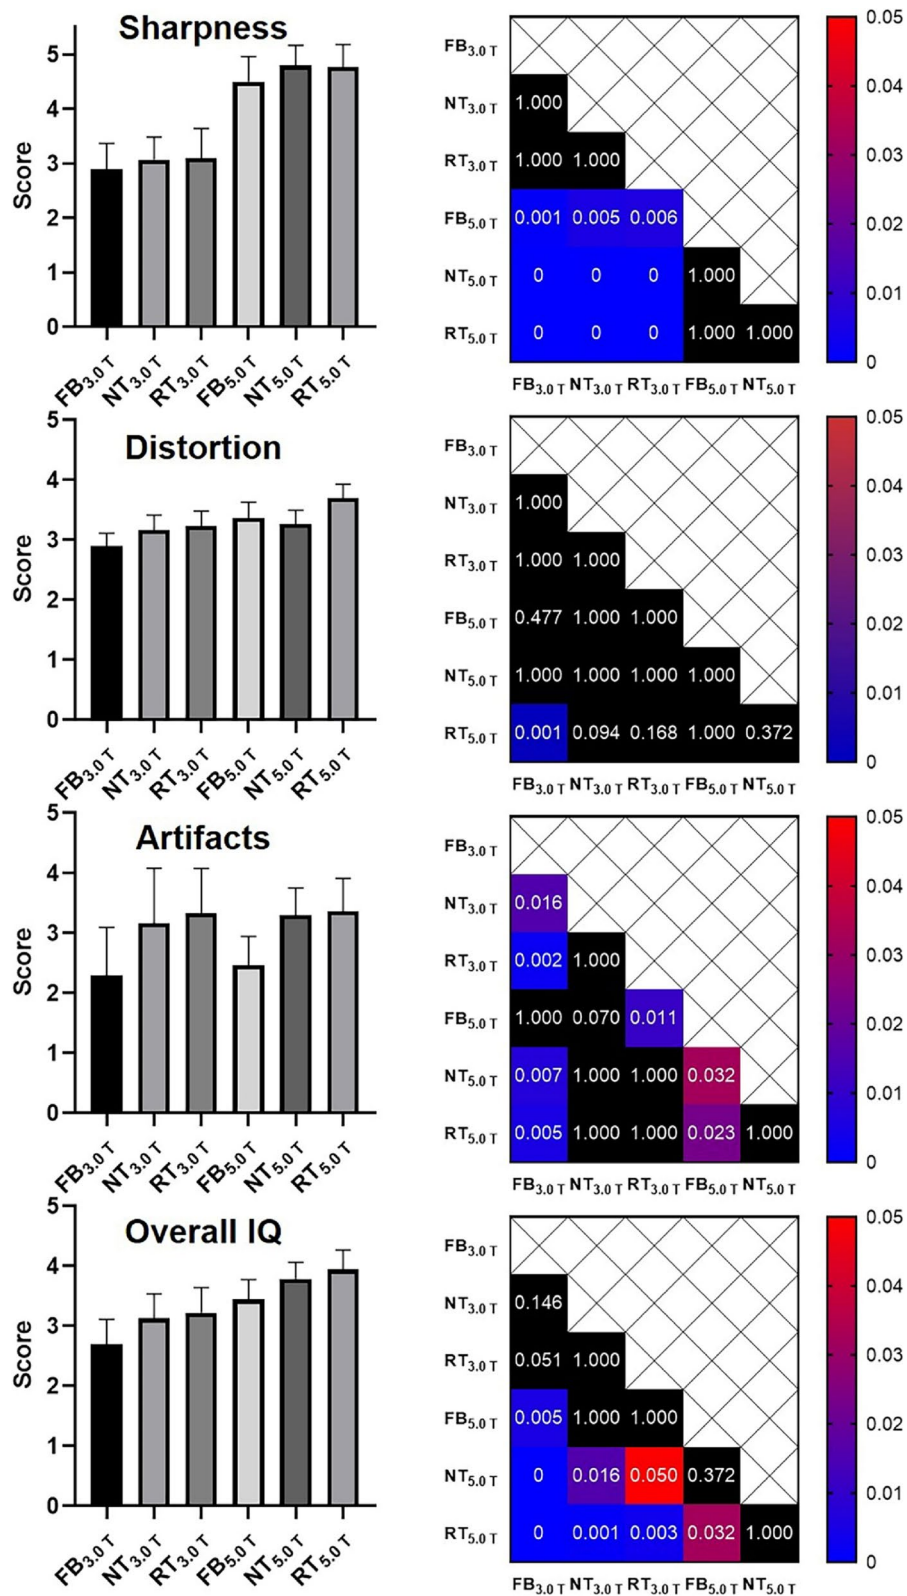 Sharpness
Score
5
4
3
2
1
0
FB3.0 T NT3.0 T RT3.0 T FB5.0 T NT5.0 T RT5.0 T
FB3.0 T
NT3.0 T 1.000
RT3.0 T 1.000 1.000
FB5.0 T 0.001 0.005 0.006
NT5.0 T 0 0 0 1.000
RT5.0 T 0 0 0 1.000 1.000
FB3.0 T NT3.0 T RT3.0 T FB5.0 T NT5.0 T
0.05
0.04
0.03
0.02
0.01
0
Distortion
Score
5
4
3
2
1
0
FB3.0 T NT3.0 T RT3.0 T FB5.0 T NT5.0 T RT5.0 T
FB3.0 T
NT3.0 T 1.000
RT3.0 T 1.000 1.000
FB5.0 T 0.477 1.000 1.000
NT5.0 T 1.000 1.000 1.000 1.000
RT5.0 T 0.001 0.094 0.168 1.000 0.372
FB3.0 T NT3.0 T RT3.0 T FB5.0 T NT5.0 T
0.05
0.04
0.03
0.02
0.01
0
Artifacts
Score
5
4
3
2
1
0
FB3.0 T NT3.0 T RT3.0 T FB5.0 T NT5.0 T RT5.0 T
FB3.0 T
NT3.0 T 0.016
RT3.0 T 0.002 1.000
FB5.0 T 1.000 0.070 0.011
NT5.0 T 0.007 1.000 1.000 0.032
RT5.0 T 0.005 1.000 1.000 0.023 1.000
FB3.0 T NT3.0 T RT3.0 T FB5.0 T NT5.0 T
0.05
0.04
0.03
0.02
0.01
0
Overall IQ
Score
5
4
3
2
1
0
FB3.0 T NT3.0 T RT3.0 T FB5.0 T NT5.0 T RT5.0 T
FB3.0 T
NT3.0 T 0.146
RT3.0 T 0.051 1.000
FB5.0 T 0.005 1.000 1.000
NT5.0 T 0 0.016 0.050 0.372
RT5.0 T 0 0.001 0.003 0.032 1.000
FB3.0 T NT3.0 T RT3.0 T FB5.0 T NT5.0 T
0.05
0.04
0.03
0.02
0.01
0